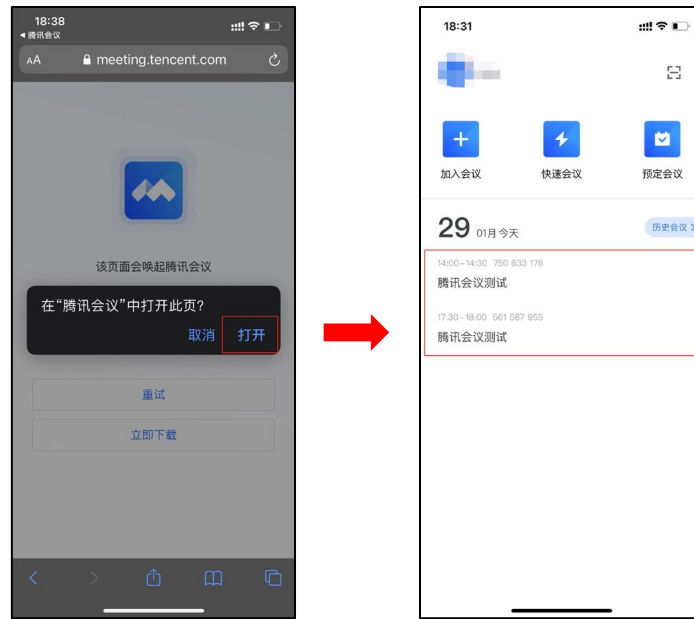 18:38
腾讯会议
AA meeting.tencent.com
该页面会唤起腾讯会议
在“腾讯会议”中打开此页?
取消 打开
重试
立即下载
18:31
加入会议 快速会议 预定会议
29 01月 今天 历史会议
14:00-14:30 750 633 176
腾讯会议测试
17:30-18:00 561 587 955
腾讯会议测试